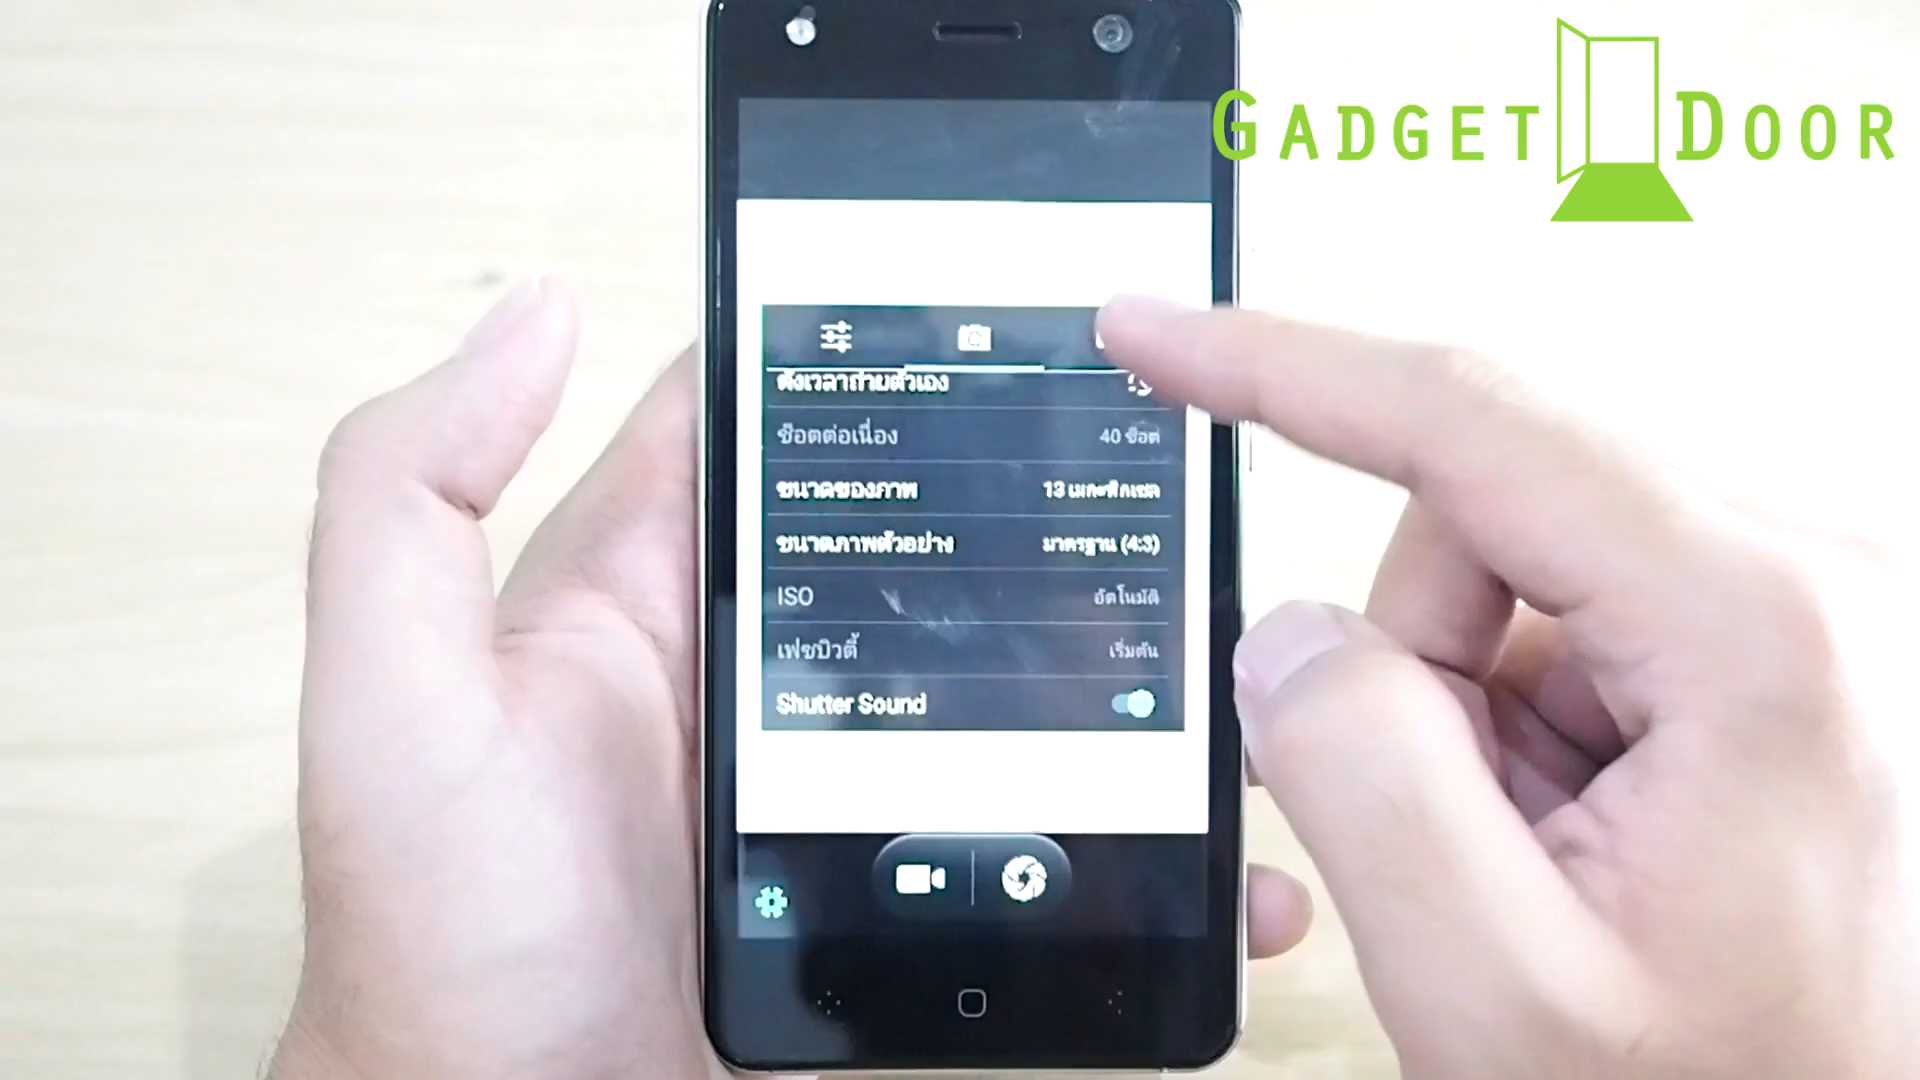 GADGET DOOR
ตั้งเวลาถ่ายตัวเอง
ช็อตต่อเนื่อง 40 ช็อต
ขนาดของภาพ 13 เมกะพิกเซล
ขนาดภาพตัวอย่าง มาตรฐาน (4:3)
ISO อัตโนมัติ
เฟซบิวตี้ เริ่มต้น
Shutter Sound